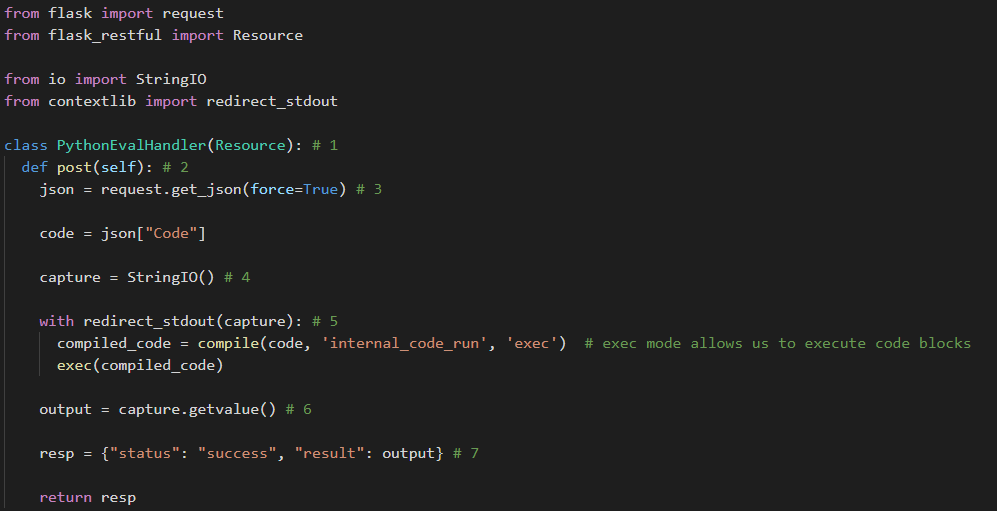 from flask import request
from flask_restful import Resource
from io import StringIO
from contextlib import redirect_stdout
class PythonEvalHandler(Resource): # 1
  def post(self): # 2
    json = request.get_json(force=True) # 3
    code = json["Code"]
    capture = StringIO() # 4
    with redirect_stdout(capture): # 5
      compiled_code = compile(code, 'internal_code_run', 'exec')  # exec mode allows us to execute code blocks
      exec(compiled_code)
    output = capture.getvalue() # 6
    resp = {"status": "success", "result": output} # 7
    return resp